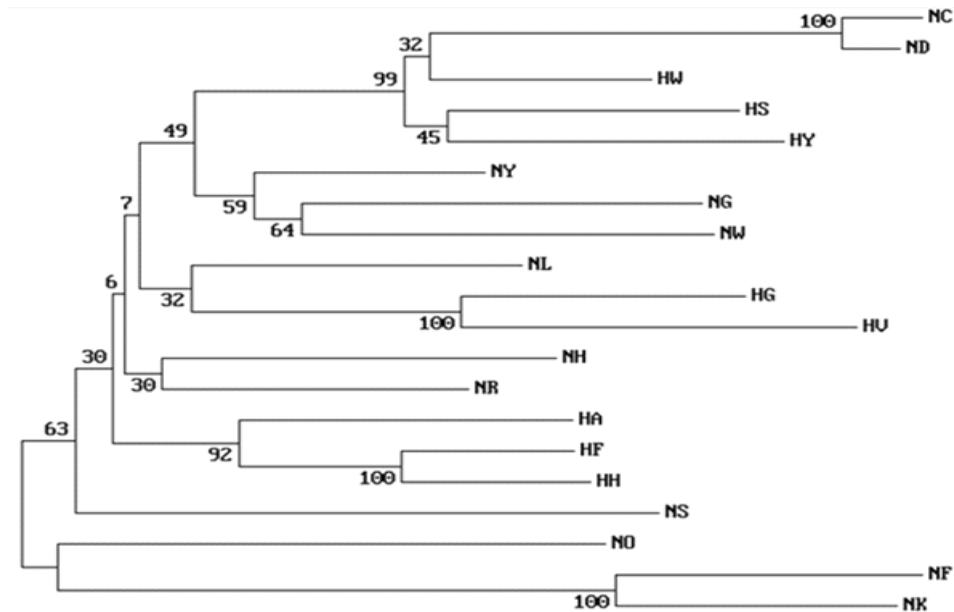 100 NC
ND
32
HW
99
HS
45 HY
49
NY
59 NG
64 NW
7
NL
32 HG
100 HV
6
NH
30 NR
30
HA
92 HF
100 HH
63
NS
NO
NF
100 NK